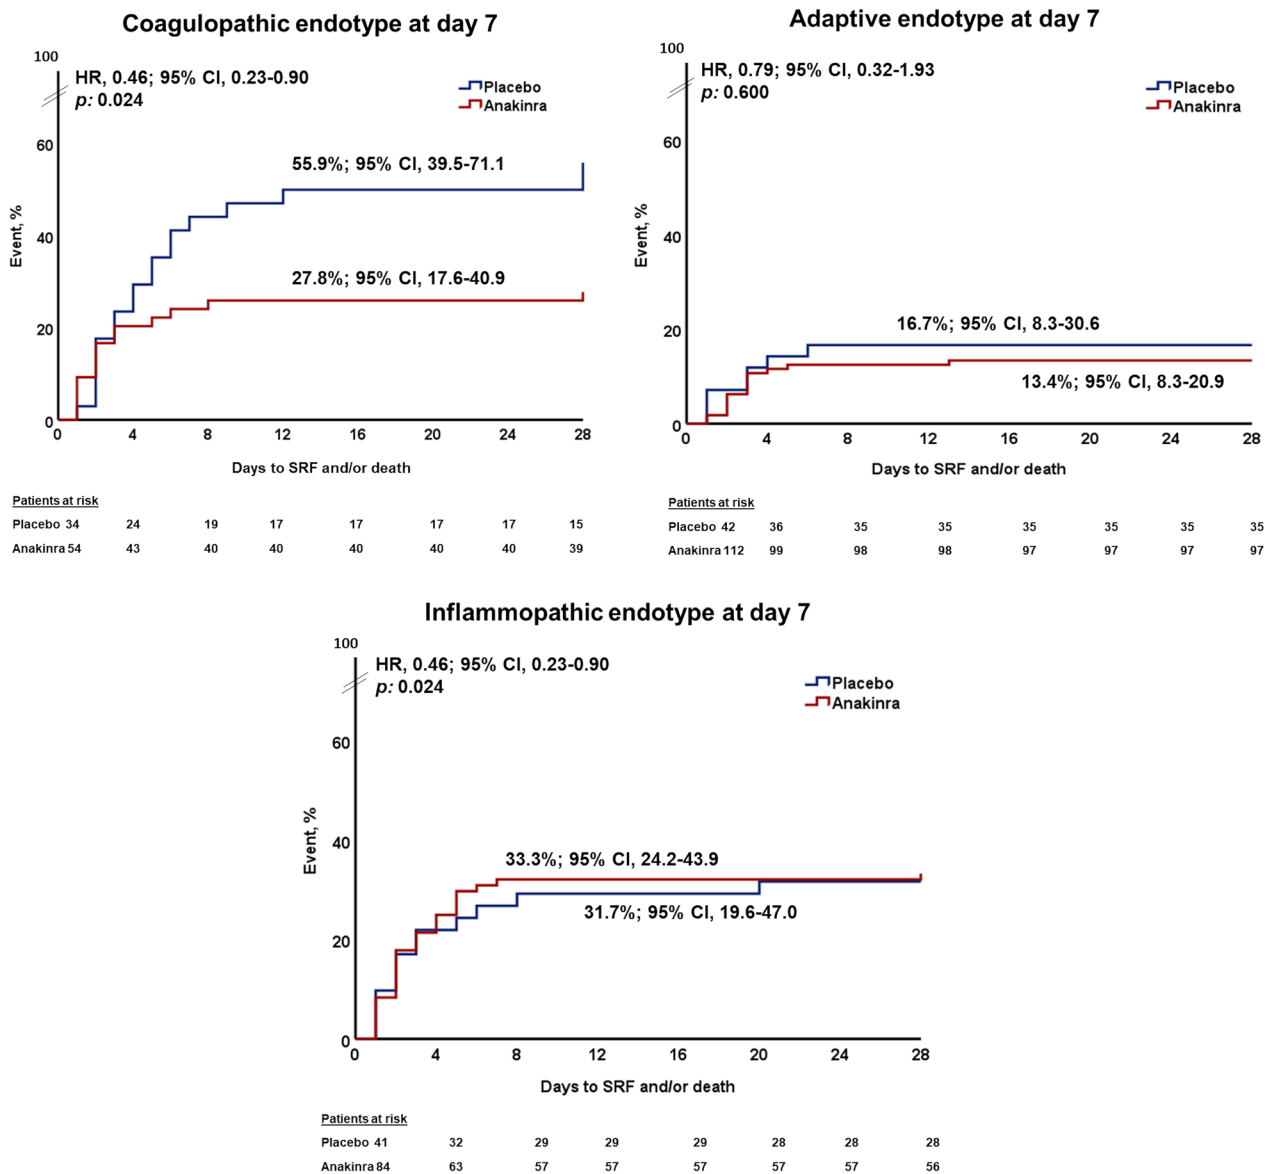 Coagulopathic endotype at day 7
100
HR, 0.46; 95% CI, 0.23-0.90
p: 0.024
Placebo
Anakinra
60
55.9%; 95% CI, 39.5-71.1
40
Event, %
27.8%; 95% CI, 17.6-40.9
20
0
0 4 8 12 16 20 24 28
Days to SRF and/or death
Patients at risk
Placebo 34 24 19 17 17 17 17 15
Anakinra 54 43 40 40 40 40 40 39
Adaptive endotype at day 7
100
HR, 0.79; 95% CI, 0.32-1.93
p: 0.600
Placebo
Anakinra
60
40
Event, %
20
16.7%; 95% CI, 8.3-30.6
13.4%; 95% CI, 8.3-20.9
0
0 4 8 12 16 20 24 28
Days to SRF and/or death
Patients at risk
Placebo 42 36 35 35 35 35 35 35
Anakinra 112 99 98 98 97 97 97 97
Inflammopathic endotype at day 7
100
HR, 0.46; 95% CI, 0.23-0.90
p: 0.024
Placebo
Anakinra
60
40
Event, %
33.3%; 95% CI, 24.2-43.9
31.7%; 95% CI, 19.6-47.0
20
0
0 4 8 12 16 20 24 28
Days to SRF and/or death
Patients at risk
Placebo 41 32 29 29 29 28 28 28
Anakinra 84 63 57 57 57 57 57 56